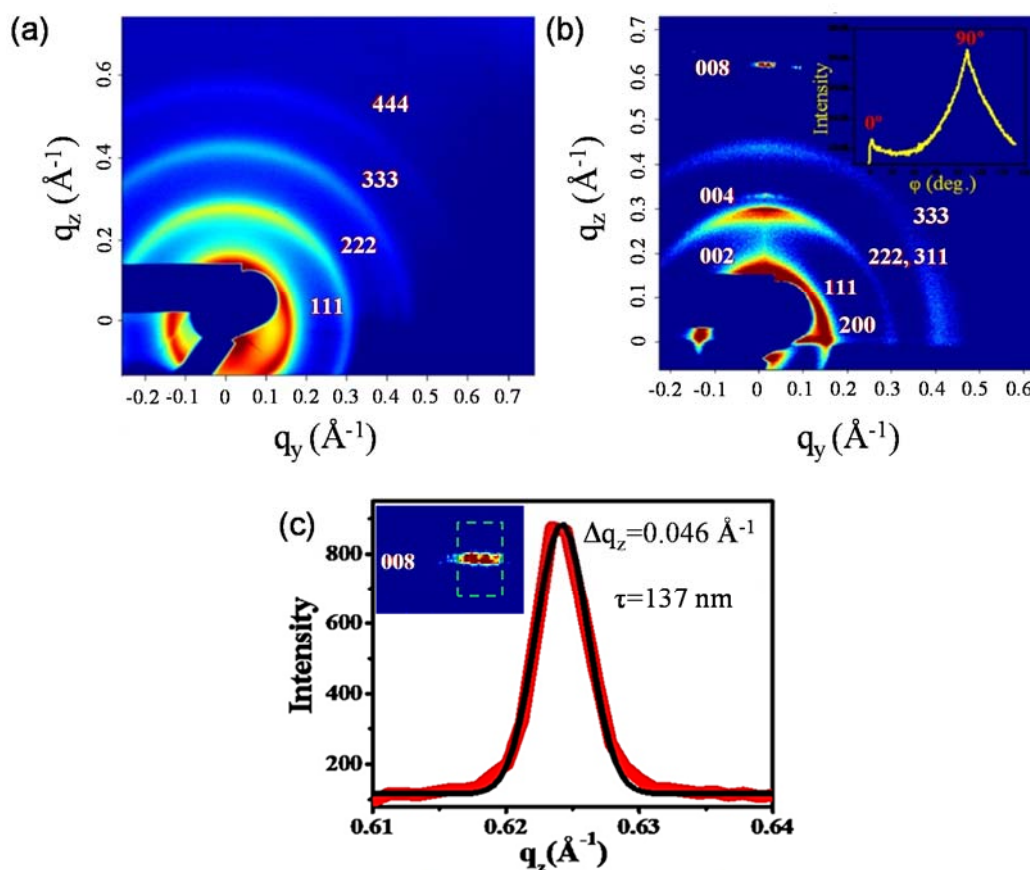 (a)
q_z (Å⁻¹)
0.6
0.4
0.2
0
444
333
222
111
-0.2 -0.1 0 0.1 0.2 0.3 0.4 0.5 0.6 0.7
q_y (Å⁻¹)
(b)
q_z (Å⁻¹)
0.7
0.6
0.5
0.4
0.3
0.2
0.1
0
008
004
002
333
222, 311
111
200
Intensity
0°
90°
φ (deg.)
-0.2 -0.1 0 0.1 0.2 0.3 0.4 0.5 0.6
q_y (Å⁻¹)
(c)
Intensity
800
600
400
200
008
Δq_z=0.046 Å⁻¹
τ=137 nm
0.61 0.62 0.63 0.64
q_z(Å⁻¹)